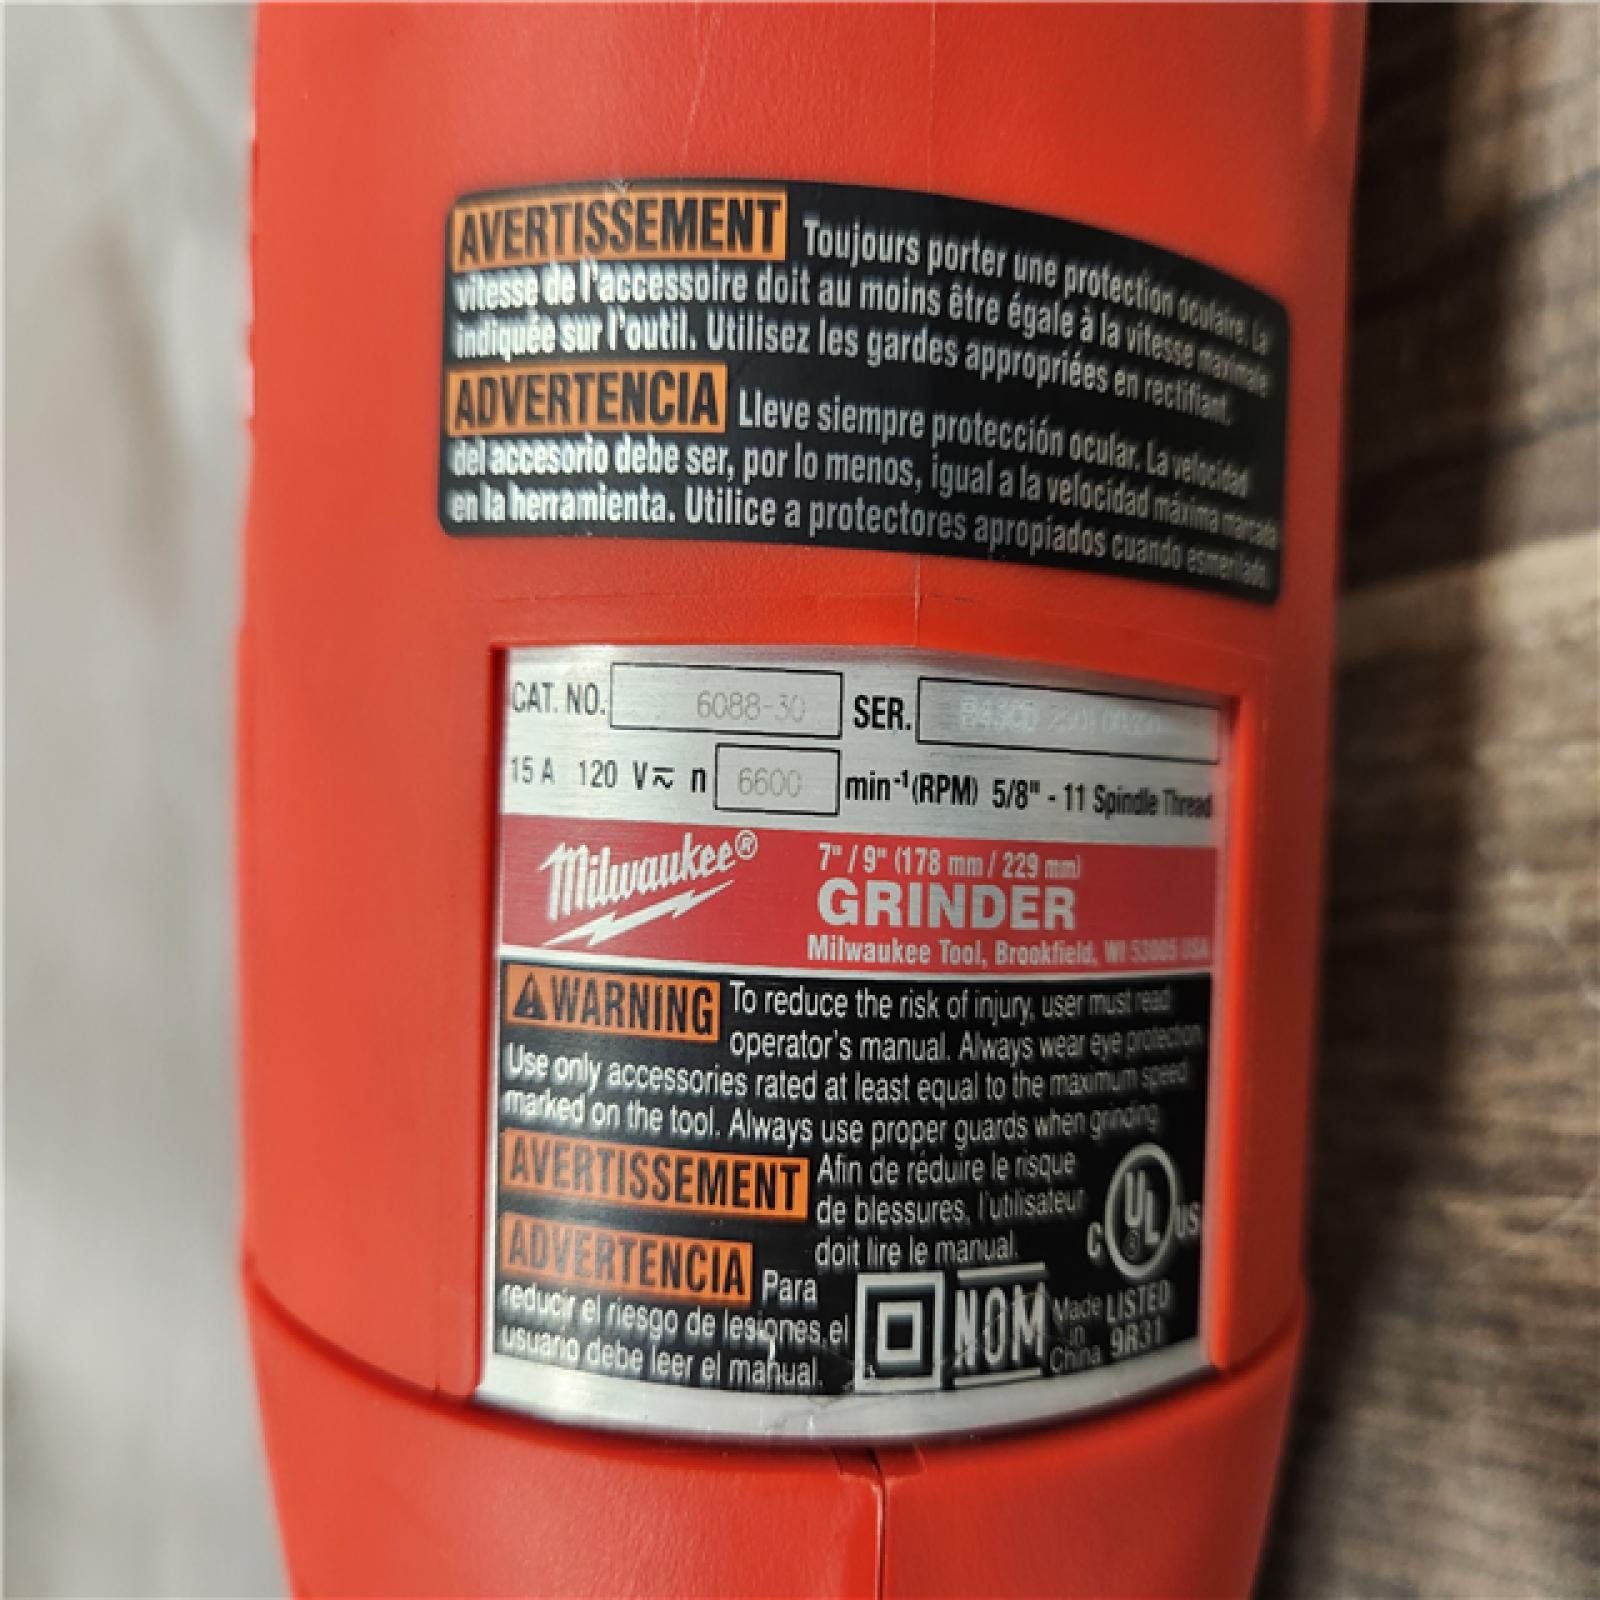 AVERTISSEMENT Toujours porter une protection oculaire. La
vitesse de l'accessoire doit au moins être égale à la vitesse maximale
indiquée sur l'outil. Utilisez les gardes appropriées en rectifiant.
ADVERTENCIA Lleve siempre protección ocular. La velocidad
del accesorio debe ser, por lo menos, igual a la velocidad máxima marcada
en la herramienta. Utilice a protectores apropiados cuando esmerilado.
CAT. NO. 6088-30 SER.
15 A 120 V n 6600 min⁻¹(RPM) 5/8" - 11 Spindle Thread
Milwaukee®
7" / 9" (178 mm / 229 mm)
GRINDER
Milwaukee Tool, Brookfield, WI 53005 USA
⚠WARNING To reduce the risk of injury, user must read
operator's manual. Always wear eye protection.
Use only accessories rated at least equal to the maximum speed
marked on the tool. Always use proper guards when grinding.
AVERTISSEMENT Afin de réduire le risque
de blessures, l'utilisateur
doit lire le manual.
ADVERTENCIA Para
reducir el riesgo de lesiones, el
usuario debe leer el manual.
NOM
Made
in
China
C UL US
®
LISTED
9R31